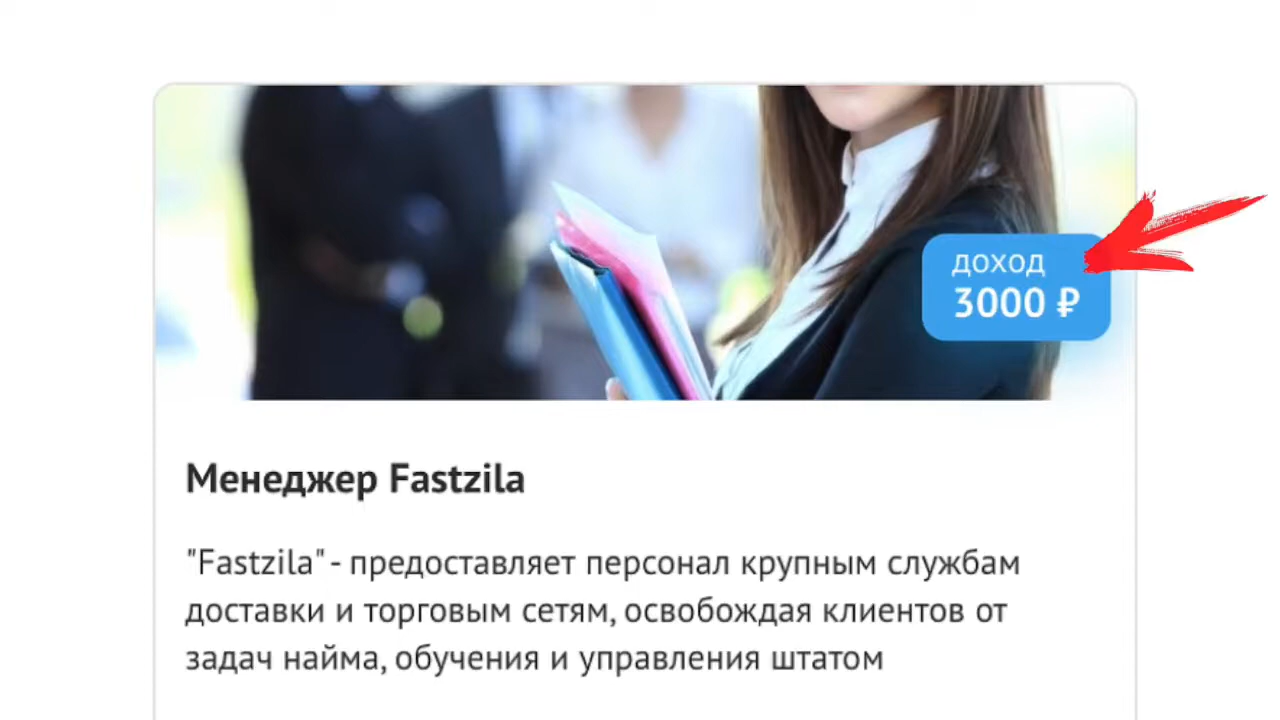 доход
3000 ₽
Менеджер Fastzila
"Fastzila" - предоставляет персонал крупным службам
доставки и торговым сетям, освобождая клиентов от
задач найма, обучения и управления штатом